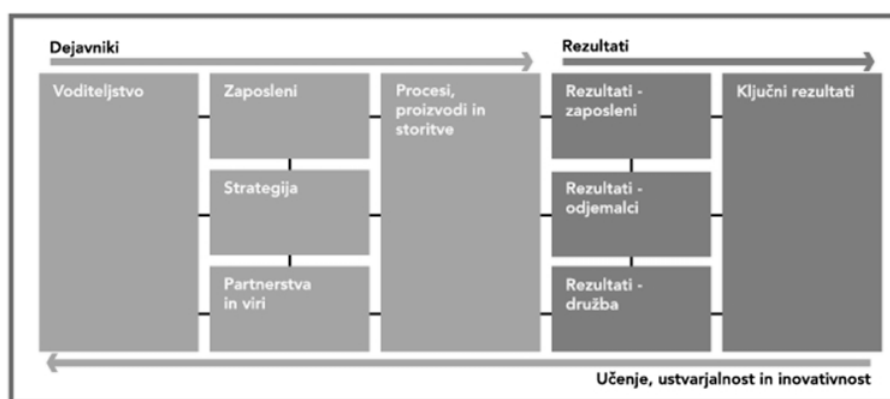 Dejavniki
Rezultati
Voditeljstvo
Zaposleni
Strategija
Partnerstva
in viri
Procesi,
proizvodi in
storitve
Rezultati -
zaposleni
Rezultati -
odjemalci
Rezultati -
družba
Ključni rezultati
Učenje, ustvarjalnost in inovativnost